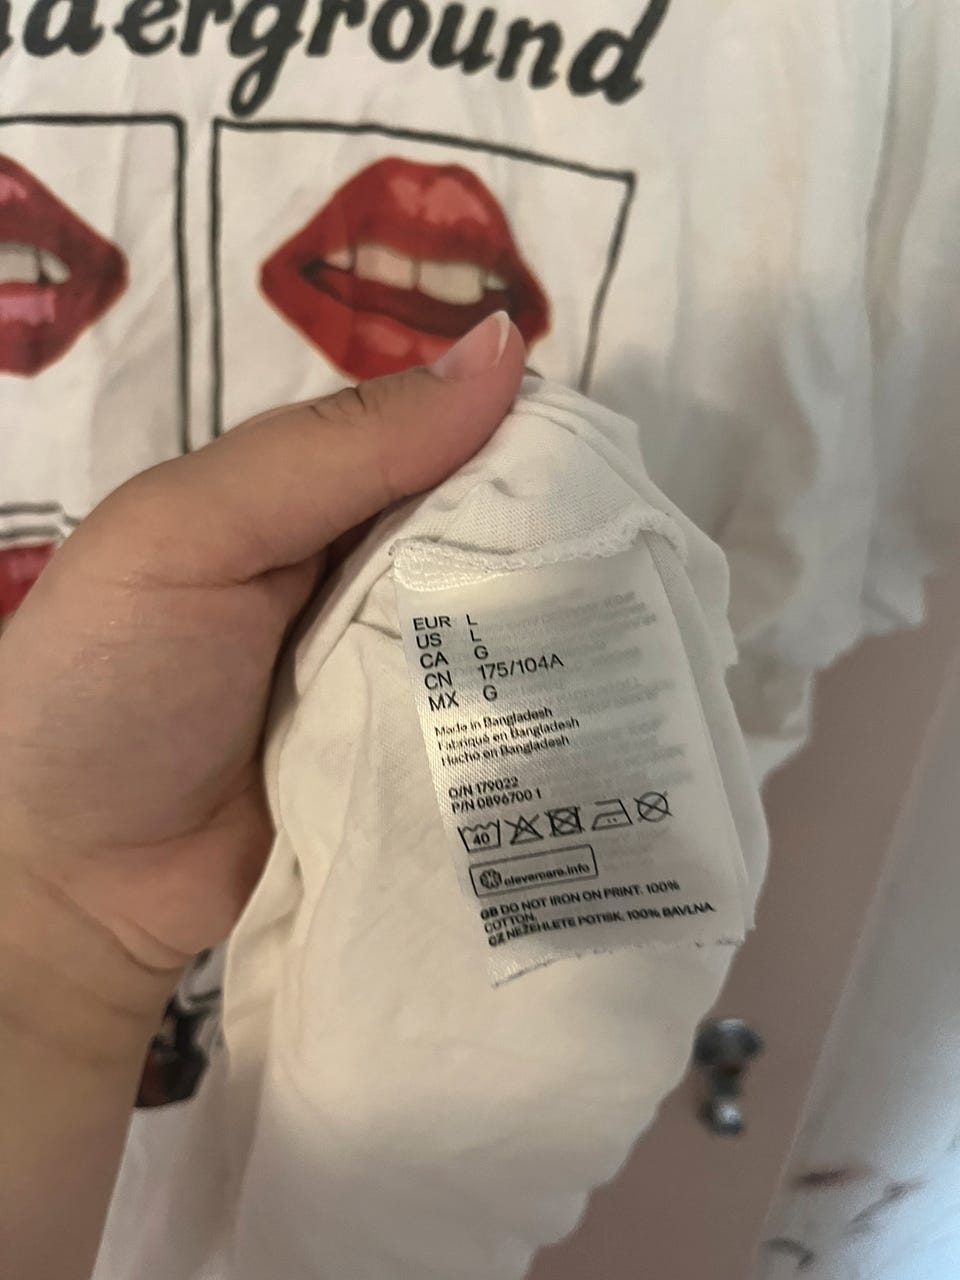 derground
EUR L
US L
CA G
CN 175/104A
MX G
Made in Bangladesh
Fabriqué en Bangladesh
Hecho en Bangladesh
O/N 179022
P/N 0896700 1
40
clevercare.info
GB DO NOT IRON ON PRINT. 100%
COTTON.
CZ NEŽEHLETE POTISK. 100% BAVLNA.